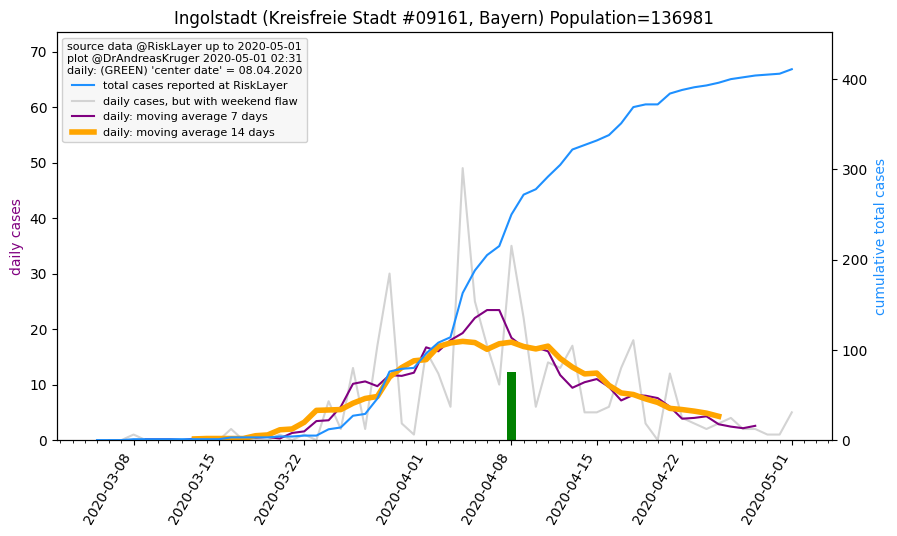 Ingolstadt (Kreisfreie Stadt #09161, Bayern) Population=136981
source data @RiskLayer up to 2020-05-01
plot @DrAndreasKruger 2020-05-01 02:31
daily: (GREEN) 'center date' = 08.04.2020
total cases reported at RiskLayer
daily cases, but with weekend flaw
daily: moving average 7 days
daily: moving average 14 days
daily cases
70
60
50
40
30
20
10
0
400
300
200
100
0
cumulative total cases
2020-03-08
2020-03-15
2020-03-22
2020-04-01
2020-04-08
2020-04-15
2020-04-22
2020-05-01